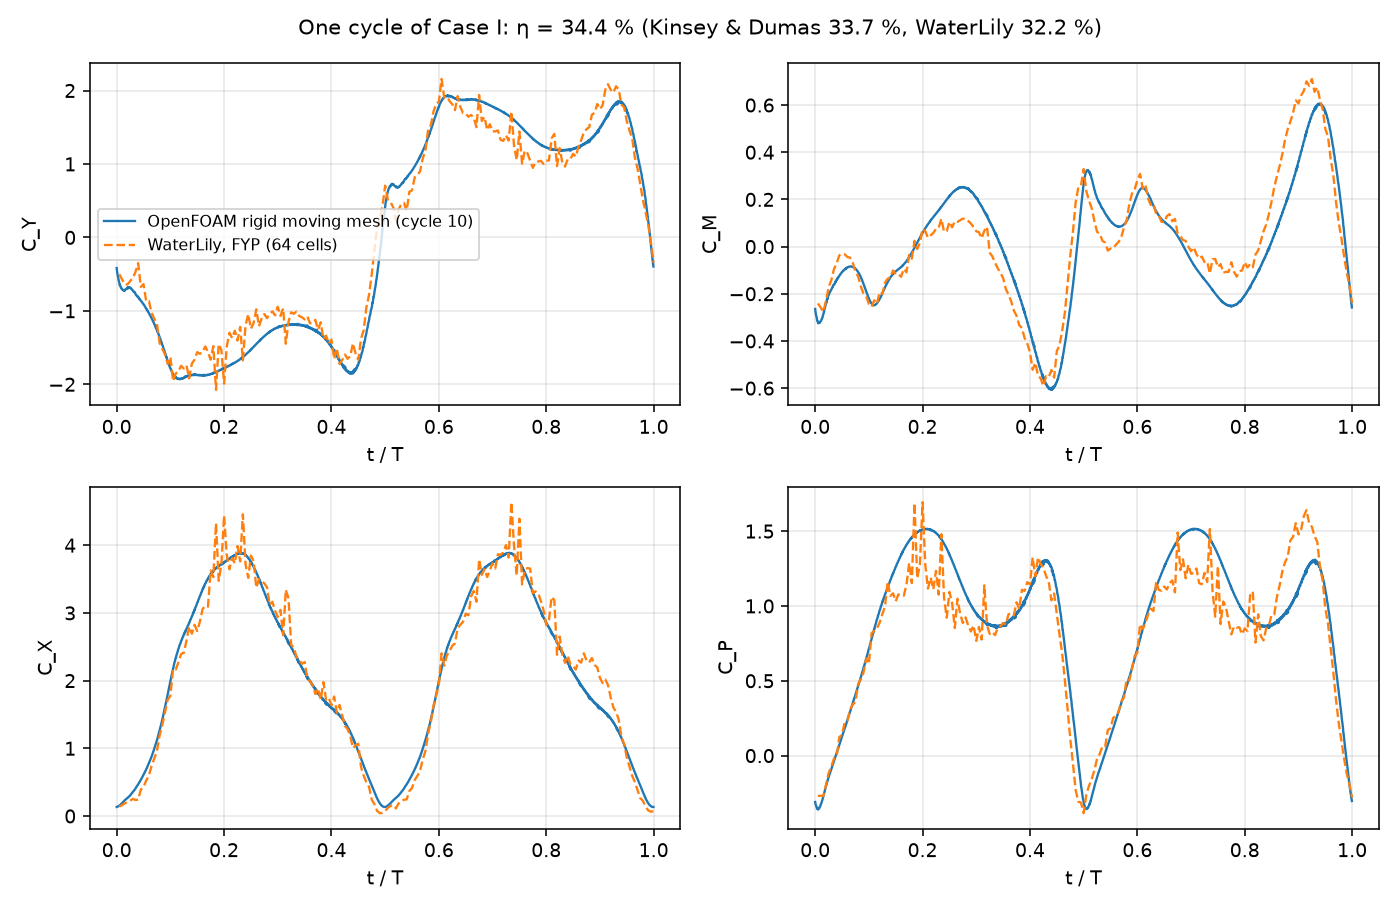 One cycle of Case I: η = 34.4 % (Kinsey & Dumas 33.7 %, WaterLily 32.2 %)
2
1
0
−1
−2
C_Y
OpenFOAM rigid moving mesh (cycle 10)
WaterLily, FYP (64 cells)
0.0 0.2 0.4 0.6 0.8 1.0
t / T
0.6
0.4
0.2
0.0
−0.2
−0.4
−0.6
C_M
0.0 0.2 0.4 0.6 0.8 1.0
t / T
4
3
2
1
0
C_X
0.0 0.2 0.4 0.6 0.8 1.0
t / T
1.5
1.0
0.5
0.0
C_P
0.0 0.2 0.4 0.6 0.8 1.0
t / T